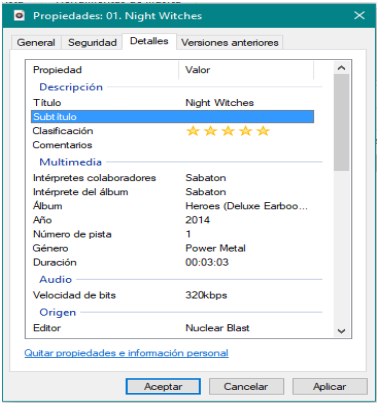 Propiedades: 01. Night Witches
General Seguridad Detalles Versiones anteriores
Propiedad Valor
Descripción
Título Night Witches
Subtítulo
Clasificación
Comentarios
Multimedia
Intérpretes colaboradores Sabaton
Intérprete del álbum Sabaton
Álbum Heroes (Deluxe Earboo...
Año 2014
Número de pista 1
Género Power Metal
Duración 00:03:03
Audio
Velocidad de bits 320kbps
Origen
Editor Nuclear Blast
Quitar propiedades e información personal
Aceptar Cancelar Aplicar